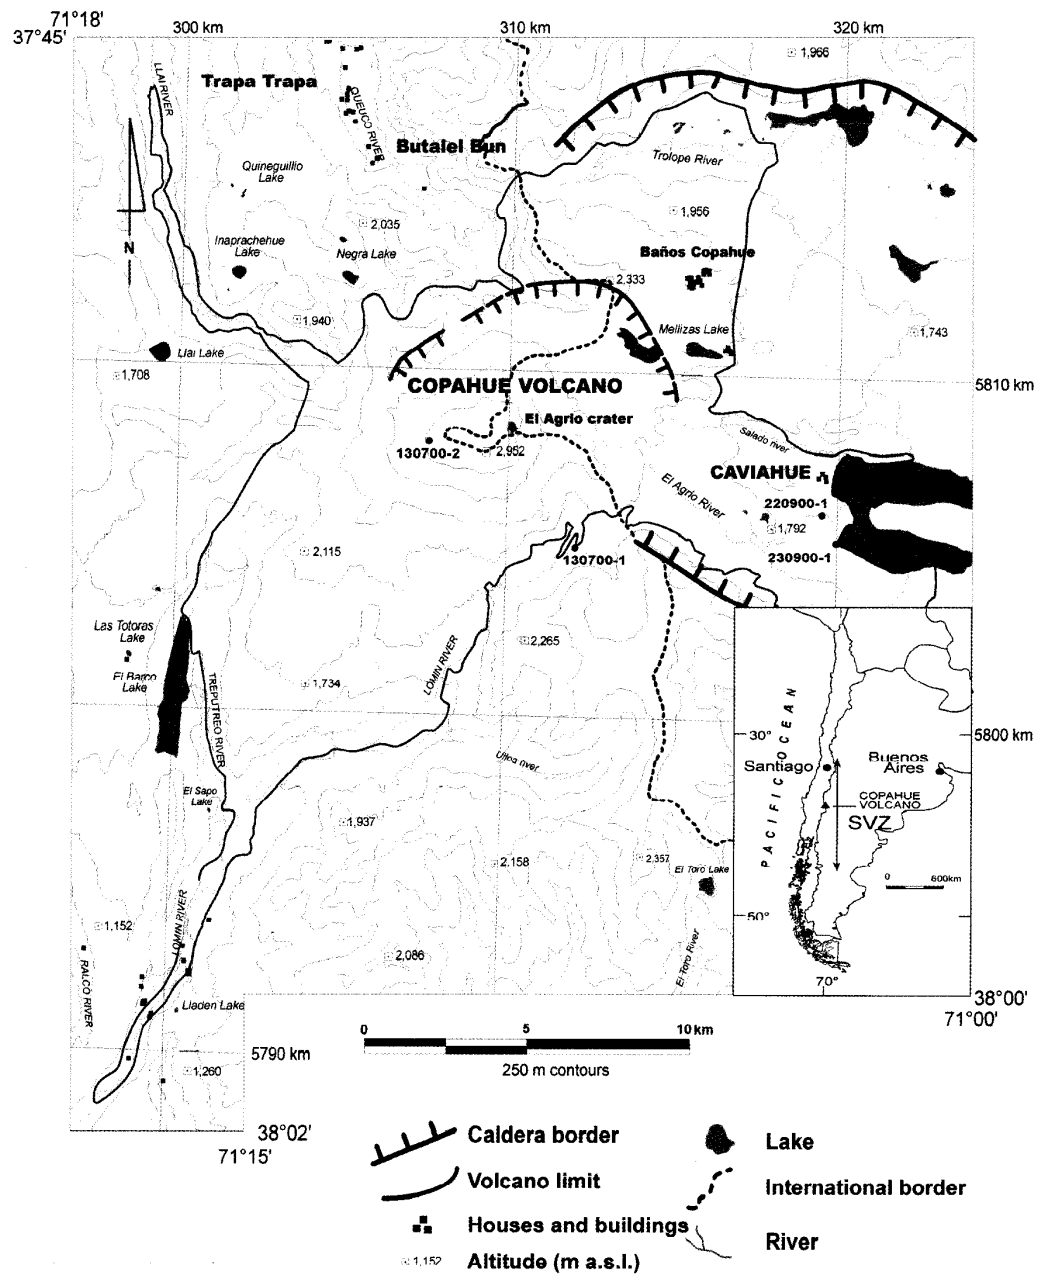 71°18'
300 km
310 km
320 km
37°45'
1,966
LLAI RIVER
Trapa Trapa
QUEUCO RIVER
Butalel Bun
Trolope River
Quineguillio
Lake
1,956
2,035
Inaprachehue
Lake
Negra Lake
Baños Copahue
N
2,333
1,940
Mellizas Lake
1,743
Llai Lake
1,708
COPAHUE VOLCANO
5810 km
El Agrio crater
Salado river
130700-2
2,952
CAVIAHUE
El Agrio River
220900-1
1,792
2,115
130700-1
230900-1
Las Totoras
Lake
2,265
El Barco
Lake
LOMIN RIVER
1,734
TREPUTREO RIVER
PACIFIC OCEAN
30°
5800 km
Santiago
Buenos
Aires
Ulloa river
El Sapo
Lake
COPAHUE
VOLCANO
SVZ
1,937
2,158
2,357
El Toro Lake
0
600km
LOMIN RIVER
1,152
50°
2,086
El Toro River
RALCO RIVER
70°
Lladen Lake
38°00'
71°00'
0
5
10 km
5790 km
1,260
250 m contours
38°02'
71°15'
Caldera border
Lake
Volcano limit
International border
Houses and buildings
River
1,152
Altitude (m a.s.l.)